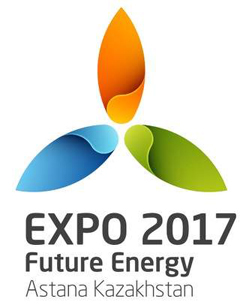 EXPO 2017
Future Energy
Astana Kazakhstan